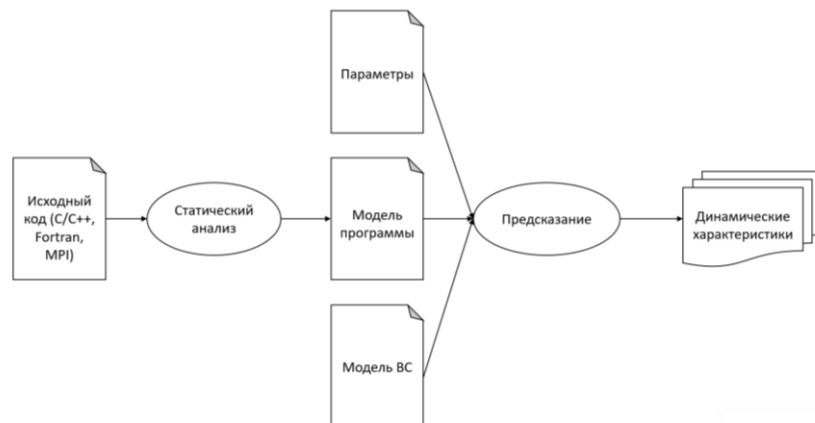 Параметры
Исходный
код (C/C++,
Fortran,
MPI)
Статический
анализ
Модель
программы
Предсказание
Динамические
характеристики
Модель ВС